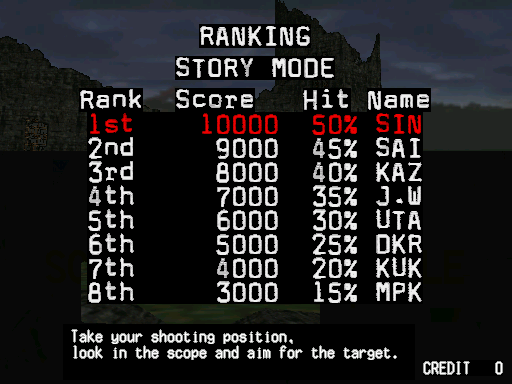 RANKING
STORY MODE
Rank Score Hit Name
1st 10000 50% SIN
2nd 9000 45% SAI
3rd 8000 40% KAZ
4th 7000 35% J.W
5th 6000 30% UTA
6th 5000 25% DKR
7th 4000 20% KUK
8th 3000 15% MPK
Take your shooting position,
look in the scope and aim for the target.
CREDIT 0